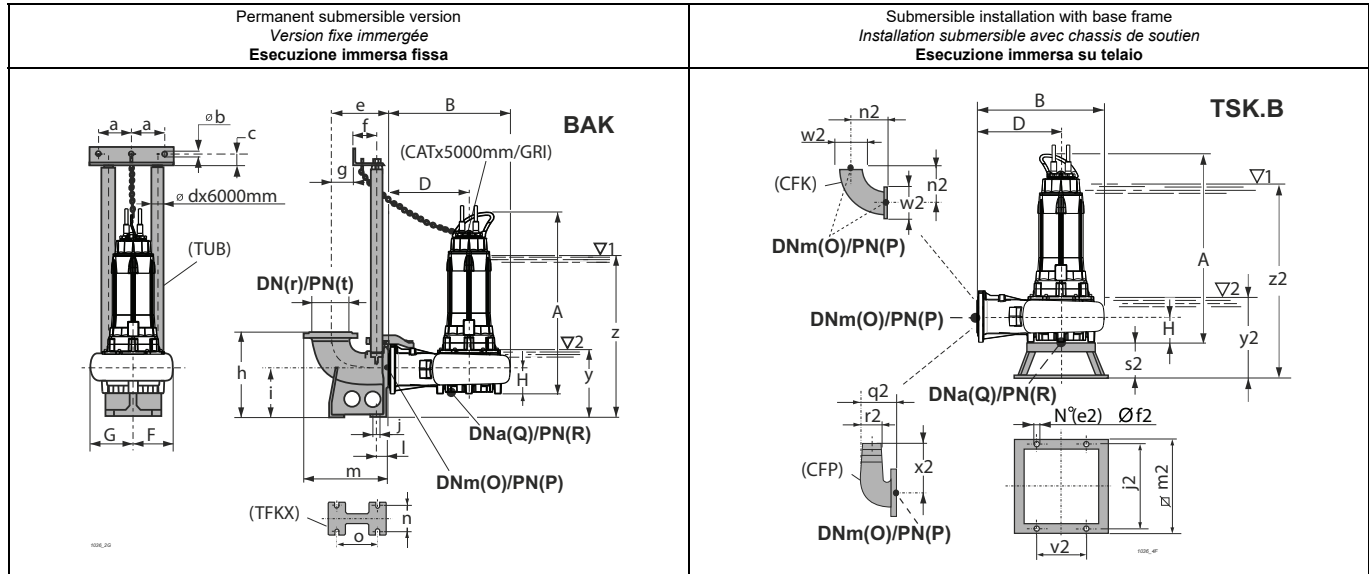 Permanent submersible version
Version fixe immergée
Esecuzione immersa fissa
Submersible installation with base frame
Installation submersible avec chassis de soutien
Esecuzione immersa su telaio
BAK
e
B
a
a
øb
c
f
g
(CATx5000mm/GRI)
D
ø dx6000mm
(TUB)
DN(r)/PN(t)
▽1
A
z
▽2
h
i
H
y
j
l
G
F
m
DNa(Q)/PN(R)
DNm(O)/PN(P)
(TFKX)
n
o
1036_2G
TSK.B
B
D
n2
w2
(CFK)
n2
w2
DNm(O)/PN(P)
▽1
A
z2
▽2
DNm(O)/PN(P)
H
y2
s2
DNa(Q)/PN(R)
q2
r2
(CFP)
x2
DNm(O)/PN(P)
N°(e2)
Øf2
j2
ø m2
v2
1036_4F